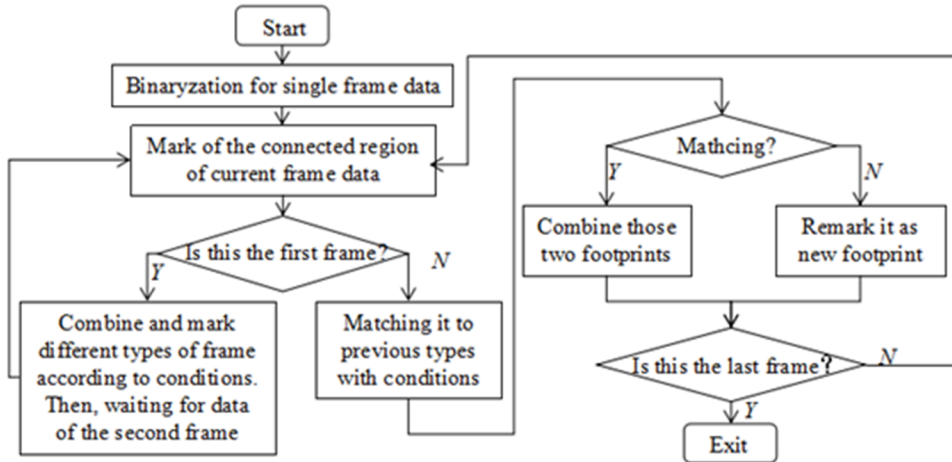 Start
Binaryzation for single frame data
Mark of the connected region
of current frame data
Is this the first frame?
Y
N
Combine and mark
different types of frame
according to conditions.
Then, waiting for data
of the second frame
Matching it to
previous types
with conditions
Mathcing?
Y
N
Combine those
two footprints
Remark it as
new footprint
Is this the last frame?
N
Y
Exit